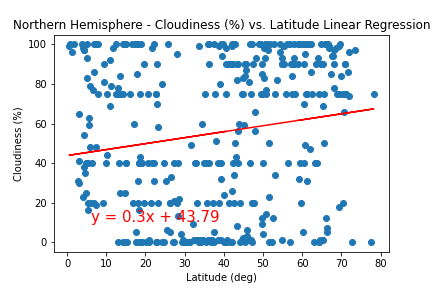 Northern Hemisphere - Cloudiness (%) vs. Latitude Linear Regression
100
80
60
40
20
0
Cloudiness (%)
y = 0.3x + 43.79
0 10 20 30 40 50 60 70 80
Latitude (deg)